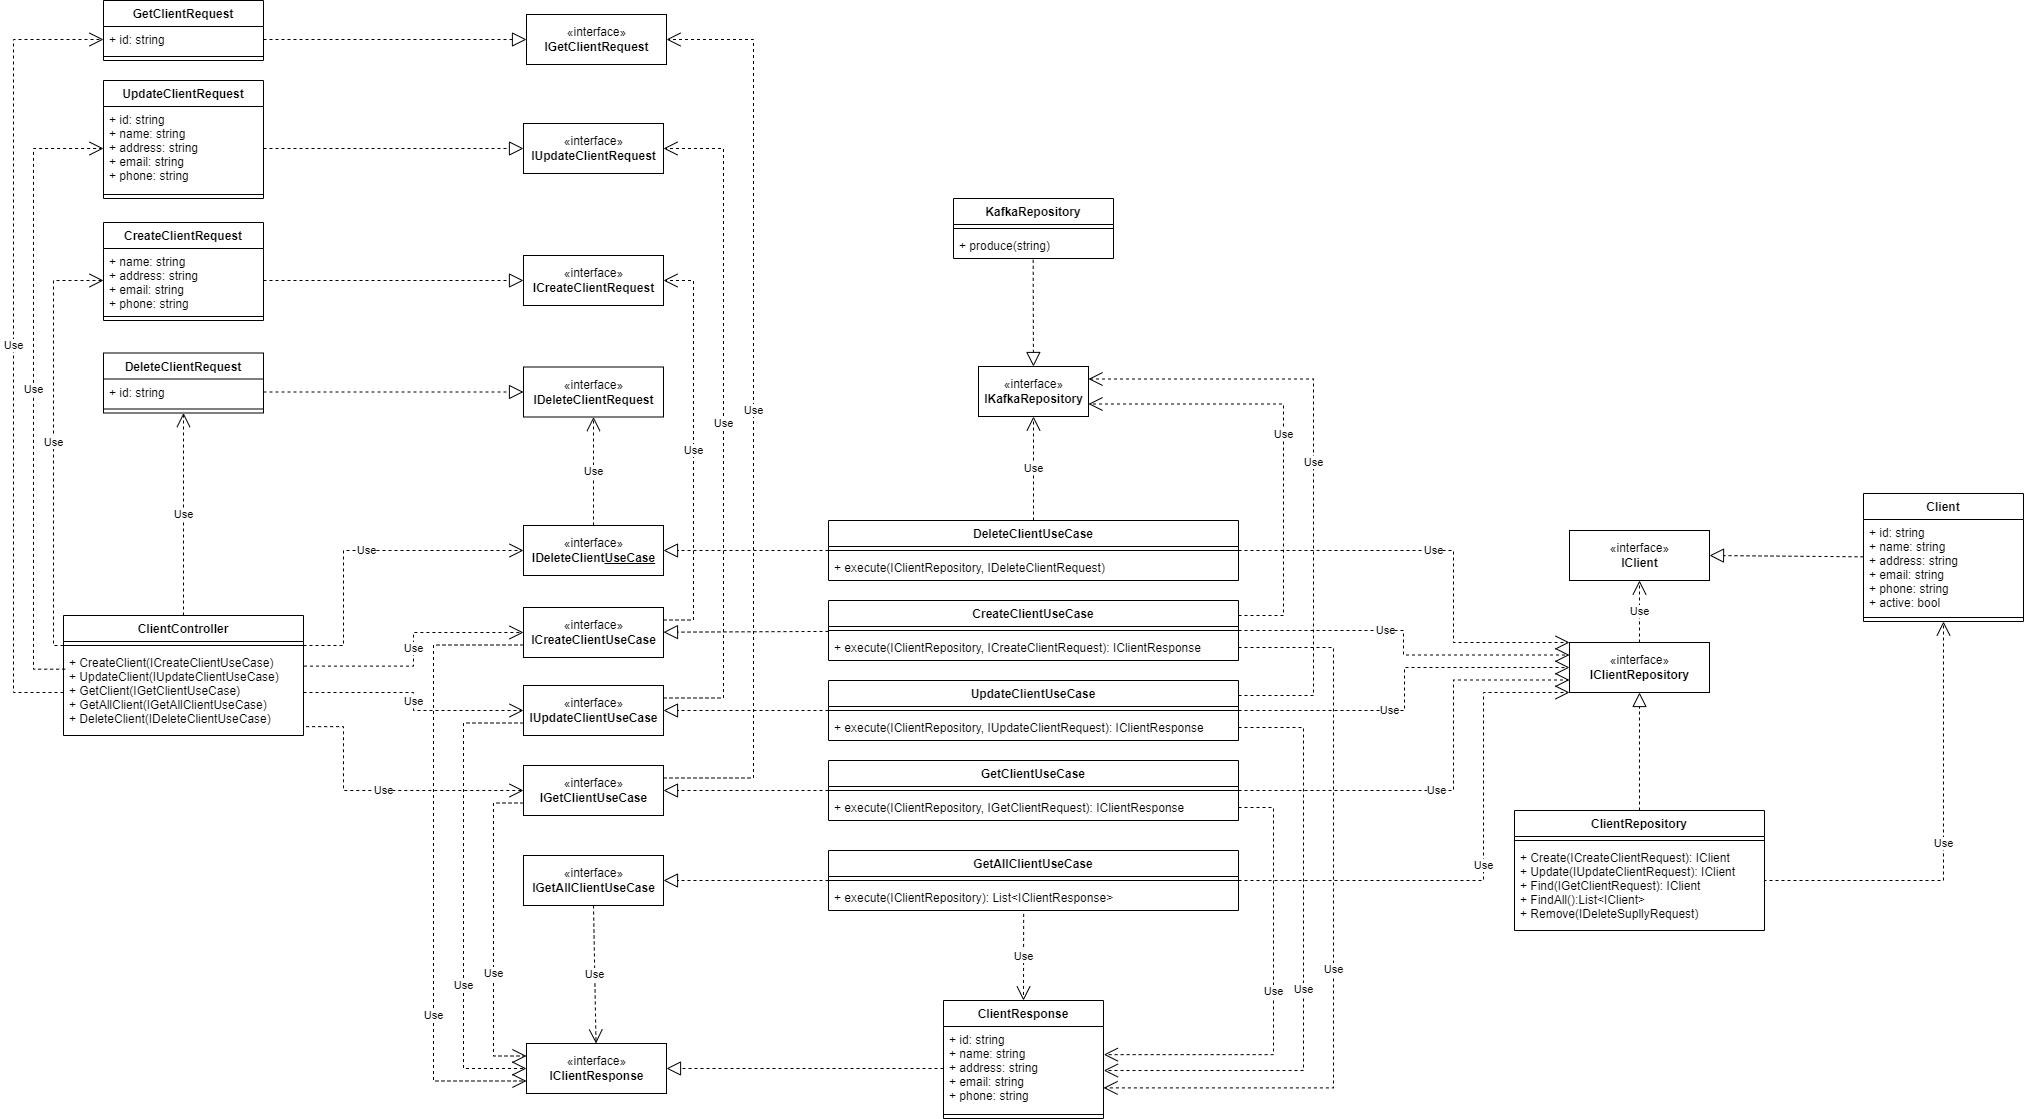 GetClientRequest
+ id: string
«interface»
IGetClientRequest
UpdateClientRequest
+ id: string
+ name: string
+ address: string
+ email: string
+ phone: string
«interface»
IUpdateClientRequest
CreateClientRequest
+ name: string
+ address: string
+ email: string
+ phone: string
«interface»
ICreateClientRequest
KafkaRepository
+ produce(string)
DeleteClientRequest
+ id: string
«interface»
IDeleteClientRequest
«interface»
IKafkaRepository
Use
Use
Use
Use
Use
Use
Use
Use
Use
Use
Use
Use
ClientController
+ CreateClient(ICreateClientUseCase)
+ UpdateClient(IUpdateClientUseCase)
+ GetClient(IGetClientUseCase)
+ GetAllClient(IGetAllClientUseCase)
+ DeleteClient(IDeleteClientUseCase)
Use
Use
Use
Use
«interface»
IDeleteClientUseCase
«interface»
ICreateClientUseCase
«interface»
IUpdateClientUseCase
«interface»
IGetClientUseCase
«interface»
IGetAllClientUseCase
DeleteClientUseCase
+ execute(IClientRepository, IDeleteClientRequest)
CreateClientUseCase
+ execute(IClientRepository, ICreateClientRequest): IClientResponse
UpdateClientUseCase
+ execute(IClientRepository, IUpdateClientRequest): IClientResponse
GetClientUseCase
+ execute(IClientRepository, IGetClientRequest): IClientResponse
GetAllClientUseCase
+ execute(IClientRepository): List<IClientResponse>
Use
Use
Use
Use
Use
«interface»
IClient
Use
«interface»
IClientRepository
Client
+ id: string
+ name: string
+ address: string
+ email: string
+ phone: string
+ active: bool
ClientRepository
+ Create(ICreateClientRequest): IClient
+ Update(IUpdateClientRequest): IClient
+ Find(IGetClientRequest): IClient
+ FindAll():List<IClient>
+ Remove(IDeleteSupllyRequest)
Use
Use
Use
Use
Use
Use
Use
Use
Use
«interface»
IClientResponse
ClientResponse
+ id: string
+ name: string
+ address: string
+ email: string
+ phone: string